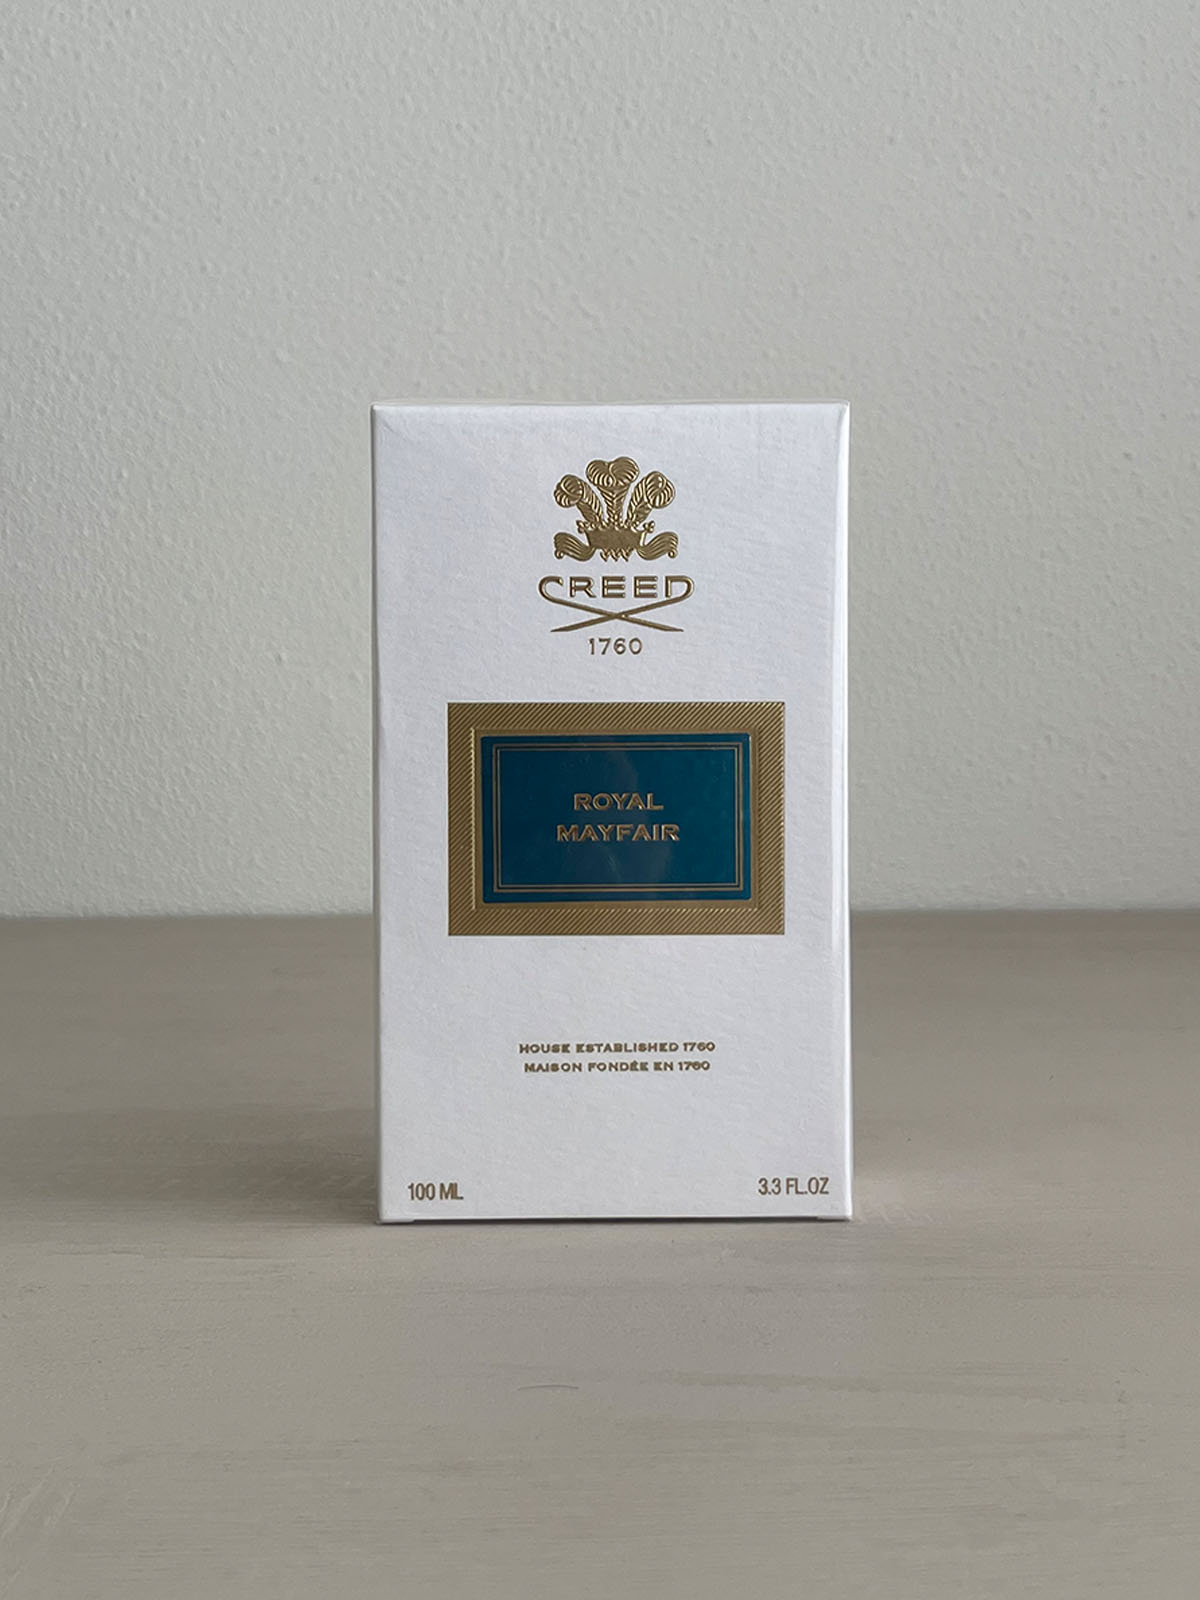 CREED
1760
ROYAL
MAYFAIR
HOUSE ESTABLISHED 1760
MAISON FONDÉE EN 1760
100 ML
3.3 FL.OZ